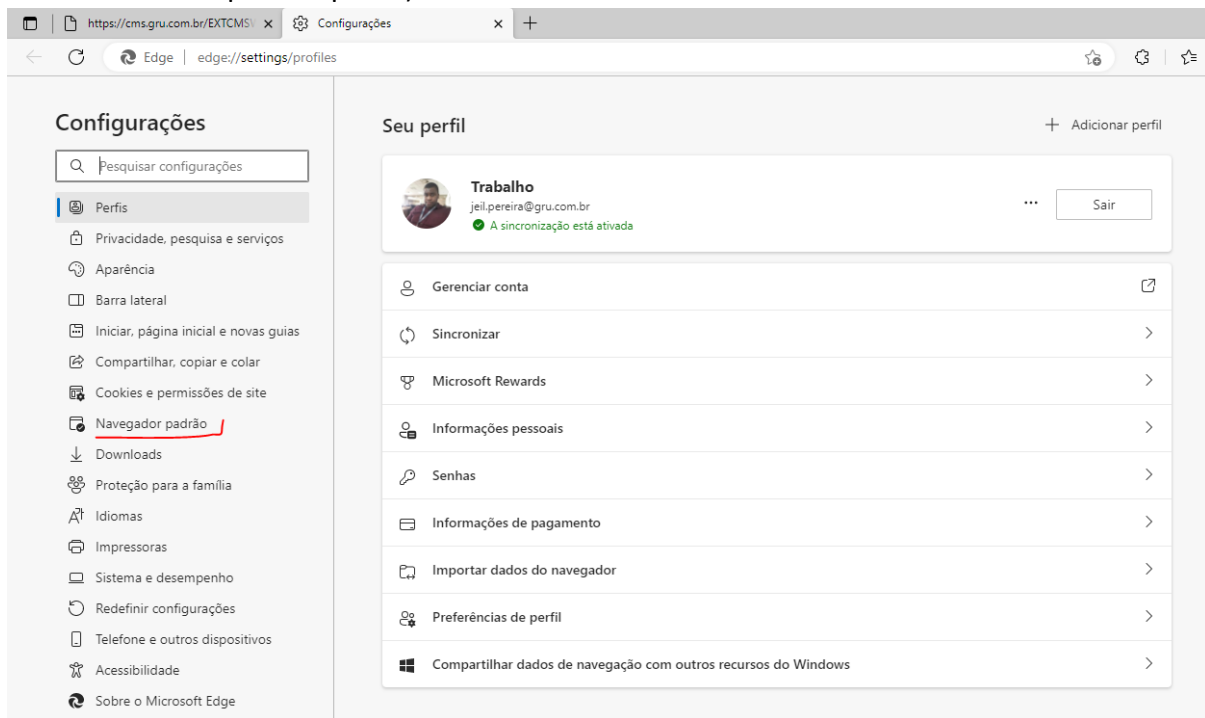 https://cms.gru.com.br/EXTCMSV
Configurações
Edge
edge://settings/profiles
Configurações
Pesquisar configurações
Perfis
Privacidade, pesquisa e serviços
Aparência
Barra lateral
Iniciar, página inicial e novas guias
Compartilhar, copiar e colar
Cookies e permissões de site
Navegador padrão
Downloads
Proteção para a família
Idiomas
Impressoras
Sistema e desempenho
Redefinir configurações
Telefone e outros dispositivos
Acessibilidade
Sobre o Microsoft Edge
Seu perfil
Adicionar perfil
Trabalho
jeil.pereira@gru.com.br
A sincronização está ativada
Sair
Gerenciar conta
Sincronizar
Microsoft Rewards
Informações pessoais
Senhas
Informações de pagamento
Importar dados do navegador
Preferências de perfil
Compartilhar dados de navegação com outros recursos do Windows